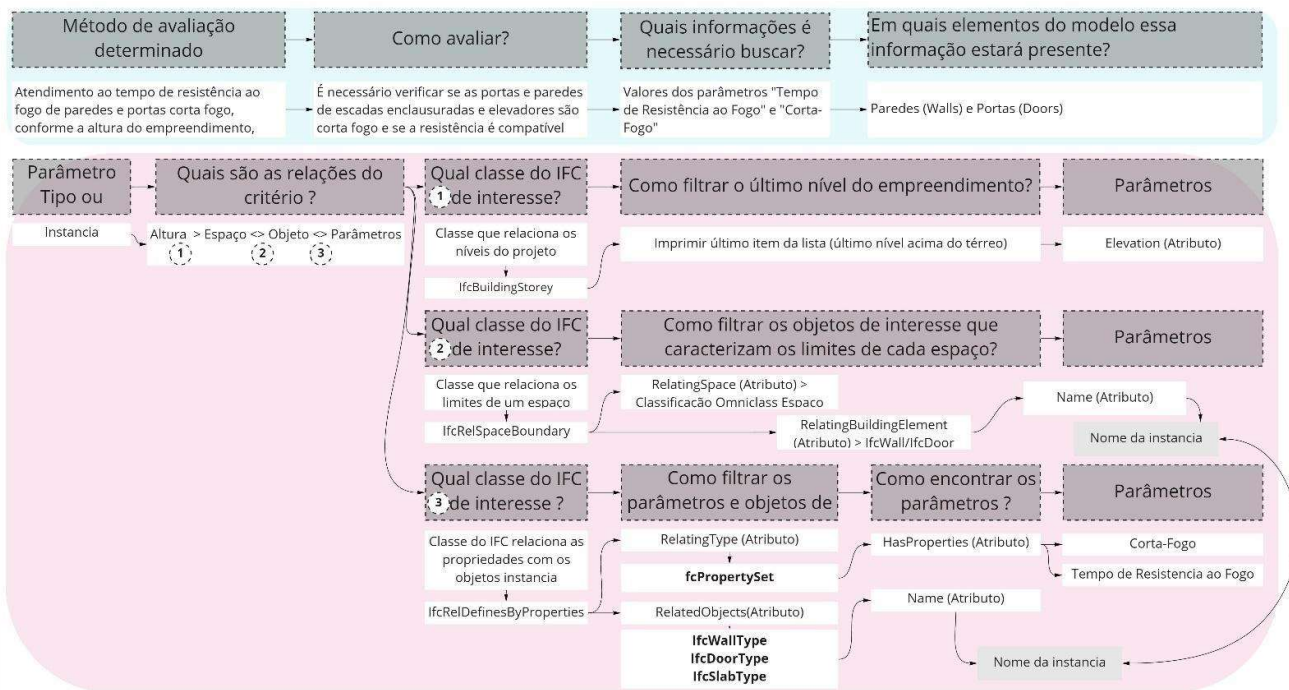 Método de avaliação
determinado
Como avaliar?
Quais informações é
necessário buscar?
Em quais elementos do modelo essa
informação estará presente?
Atendimento ao tempo de resistência ao
fogo de paredes e portas corta fogo,
conforme a altura do empreendimento,
É necessário verificar se as portas e paredes
de escadas enclausuradas e elevadores são
corta fogo e se a resistência é compatível
Valores dos parâmetros "Tempo
de Resistência ao Fogo" e "Corta-
Fogo"
Paredes (Walls) e Portas (Doors)
Parâmetro
Tipo ou
Quais são as relações do
critério ?
Qual classe do IFC
1 de interesse?
Como filtrar o último nível do empreendimento?
Parâmetros
Instancia
Altura > Espaço <> Objeto <> Parâmetros
1 2 3
Classe que relaciona os
níveis do projeto
IfcBuildingStorey
Imprimir último item da lista (último nível acima do térreo)
Elevation (Atributo)
Qual classe do IFC
2 de interesse?
Como filtrar os objetos de interesse que
caracterizam os limites de cada espaço?
Parâmetros
Classe que relaciona os
limites de um espaço
IfcRelSpaceBoundary
RelatingSpace (Atributo) >
Classificação Omniclass Espaço
RelatingBuildingElement
(Atributo) > IfcWall/IfcDoor
Name (Atributo)
Nome da instancia
Qual classe do IFC
3 de interesse ?
Como filtrar os
parâmetros e objetos de
Como encontrar os
parâmetros ?
Parâmetros
Classe do IFC relaciona as
propriedades com os
objetos instancia
IfcRelDefinesByProperties
RelatingType (Atributo)
fcPropertySet
HasProperties (Atributo)
Corta-Fogo
Tempo de Resistencia ao Fogo
RelatedObjects(Atributo)
IfcWallType
IfcDoorType
IfcSlabType
Name (Atributo)
Nome da instancia